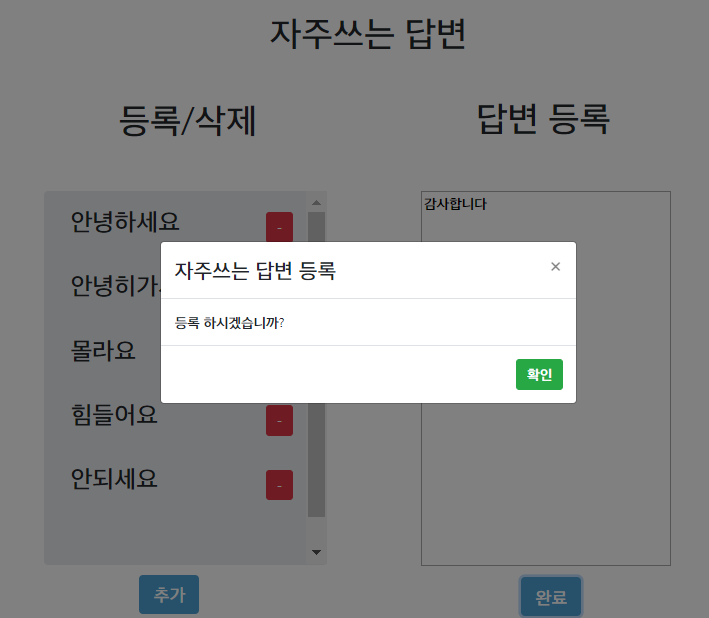 자주쓰는 답변
등록/삭제
답변 등록
안녕하세요
-
감사합니다
안녕히가
자주쓰는 답변 등록
×
등록 하시겠습니까?
확인
몰라요
힘들어요
-
안되세요
-
추가
완료